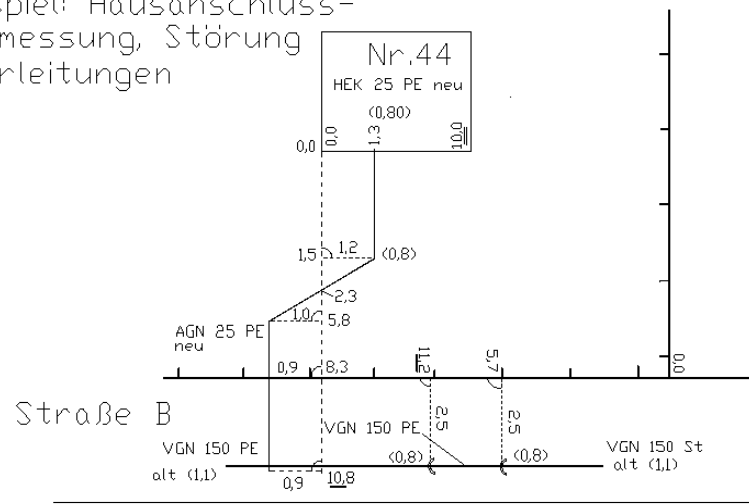 spiel: Hausanschluss-
messung, Störung
rleitungen
Nr.44
HEK 25 PE neu
(0,80)
0,0
0,0
1,3
10,0
1,5
1,2
(0,8)
2,3
1,0
5,8
AGN 25 PE
neu
0,9
8,3
11,2
5,7
0,0
Straße B
2,5
2,5
VGN 150 PE
VGN 150 PE
alt (1,1)
(0,8)
(0,8)
VGN 150 St
alt (1,1)
0,9
10,8